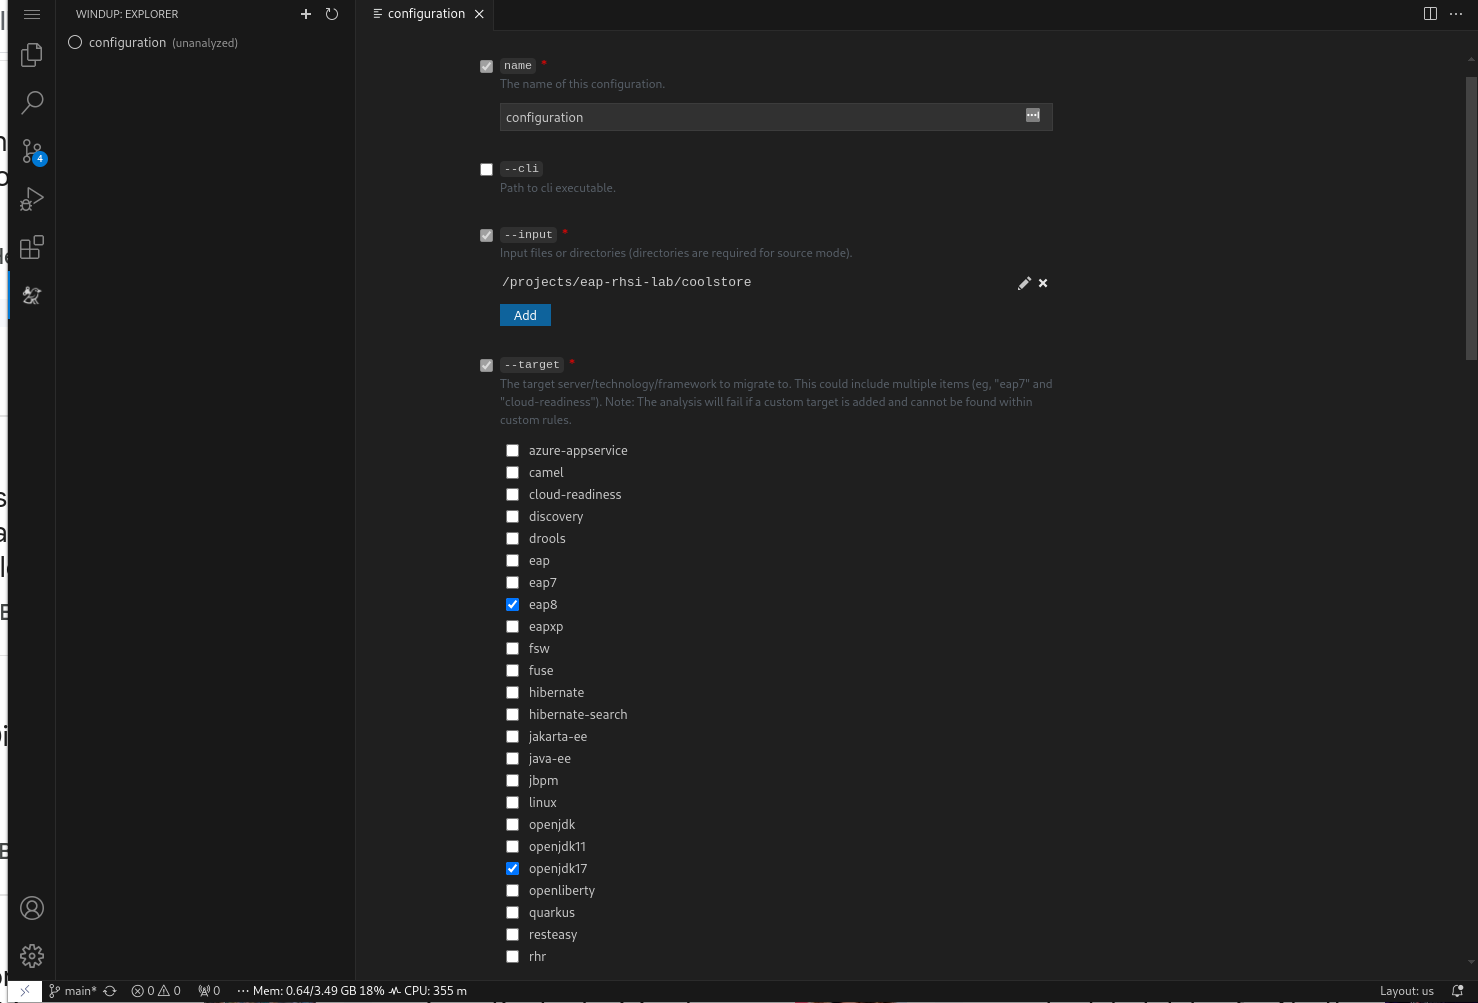 WINDUP: EXPLORER
configuration (unanalyzed)
configuration
name *
The name of this configuration.
configuration
--cli
Path to cli executable.
--input *
Input files or directories (directories are required for source mode).
/projects/eap-rhsi-lab/coolstore
Add
--target *
The target server/technology/framework to migrate to. This could include multiple items (eg, "eap7" and
"cloud-readiness"). Note: The analysis will fail if a custom target is added and cannot be found within
custom rules.
azure-appservice
camel
cloud-readiness
discovery
drools
eap
eap7
eap8
eapxp
fsw
fuse
hibernate
hibernate-search
jakarta-ee
java-ee
jbpm
linux
openjdk
openjdk11
openjdk17
openliberty
quarkus
resteasy
rhr
4
main* 0 0 0 ··· Mem: 0.64/3.49 GB 18% CPU: 355 m Layout: us